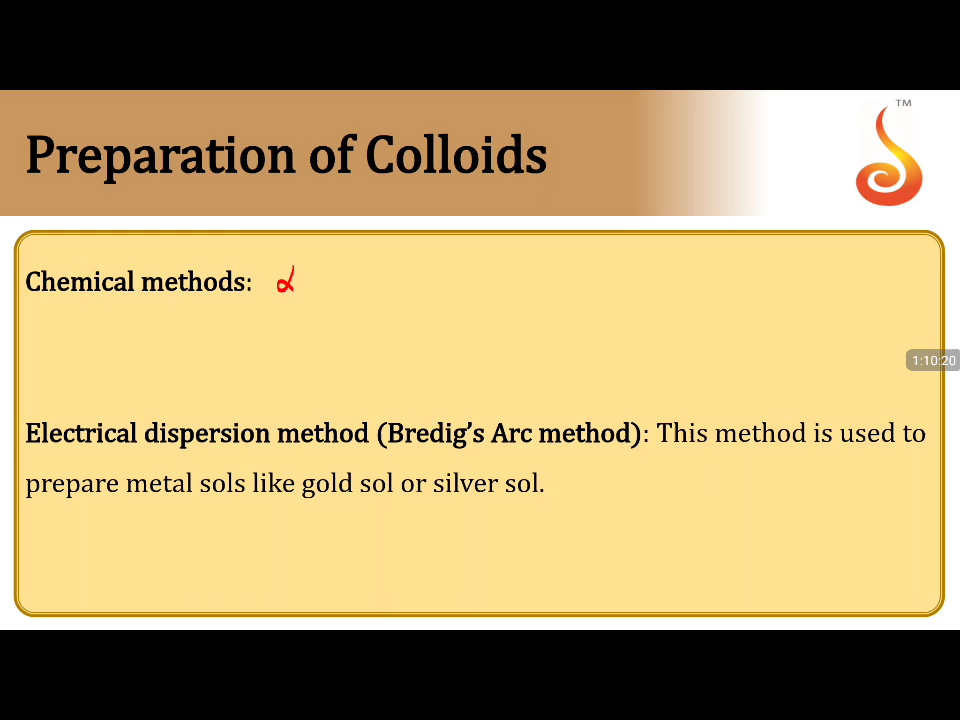 TM
Preparation of Colloids
Chemical methods:
1:10:20
Electrical dispersion method (Bredig's Arc method): This method is used to
prepare metal sols like gold sol or silver sol.